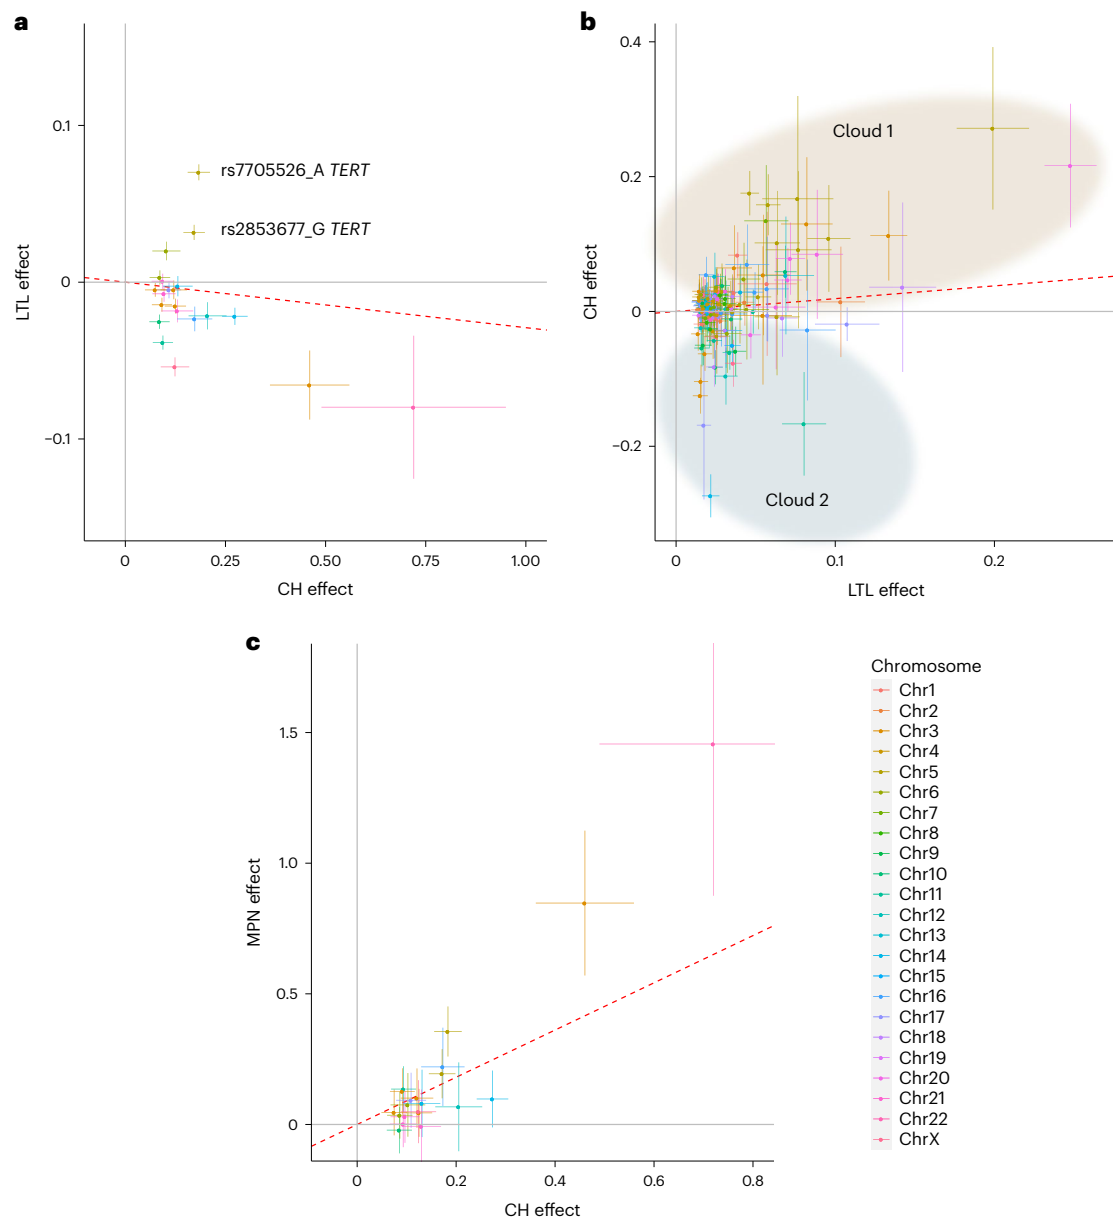 a
0.1
0
−0.1
LTL effect
rs7705526_A TERT
rs2853677_G TERT
0
0.25
0.50
0.75
1.00
CH effect
b
0.4
0.2
0
−0.2
CH effect
Cloud 1
Cloud 2
0
0.1
0.2
LTL effect
c
1.5
1.0
0.5
0
MPN effect
0
0.2
0.4
0.6
0.8
CH effect
Chromosome
Chr1
Chr2
Chr3
Chr4
Chr5
Chr6
Chr7
Chr8
Chr9
Chr10
Chr11
Chr12
Chr13
Chr14
Chr15
Chr16
Chr17
Chr18
Chr19
Chr20
Chr21
Chr22
ChrX